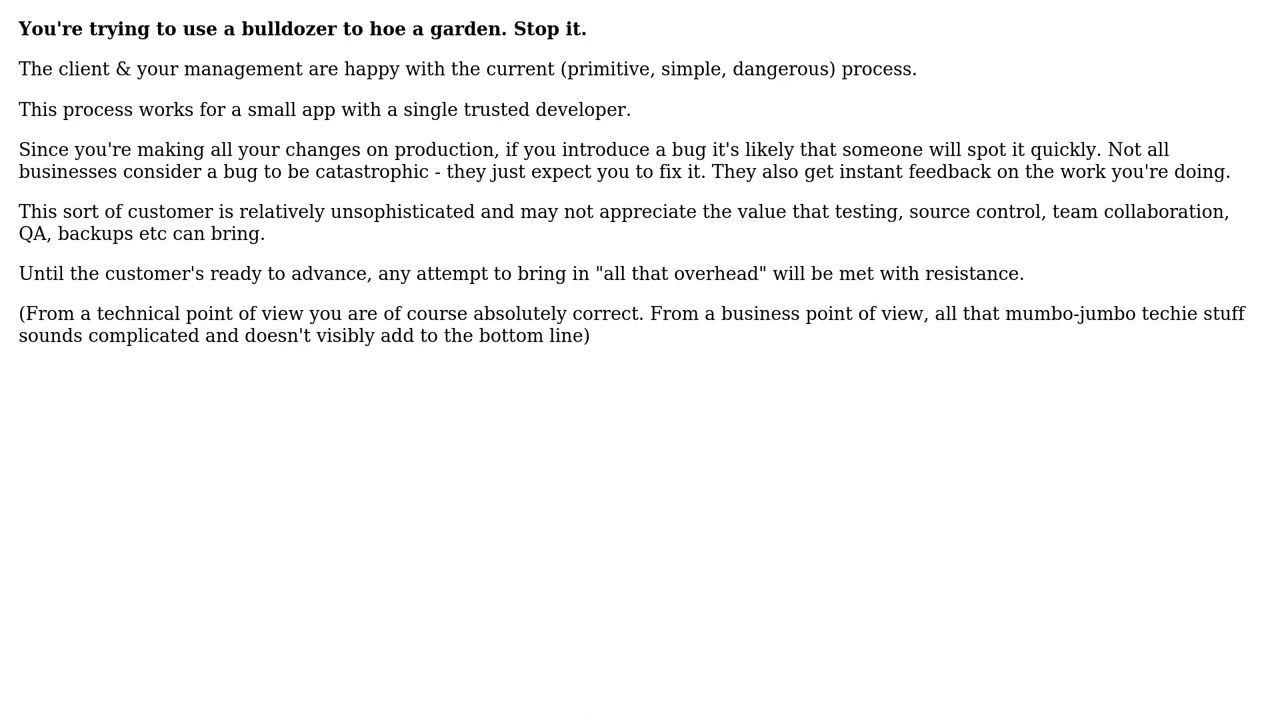 You're trying to use a bulldozer to hoe a garden. Stop it.
The client & your management are happy with the current (primitive, simple, dangerous) process.
This process works for a small app with a single trusted developer.
Since you're making all your changes on production, if you introduce a bug it's likely that someone will spot it quickly. Not all
businesses consider a bug to be catastrophic - they just expect you to fix it. They also get instant feedback on the work you're doing.
This sort of customer is relatively unsophisticated and may not appreciate the value that testing, source control, team collaboration,
QA, backups etc can bring.
Until the customer's ready to advance, any attempt to bring in "all that overhead" will be met with resistance.
(From a technical point of view you are of course absolutely correct. From a business point of view, all that mumbo-jumbo techie stuff
sounds complicated and doesn't visibly add to the bottom line)